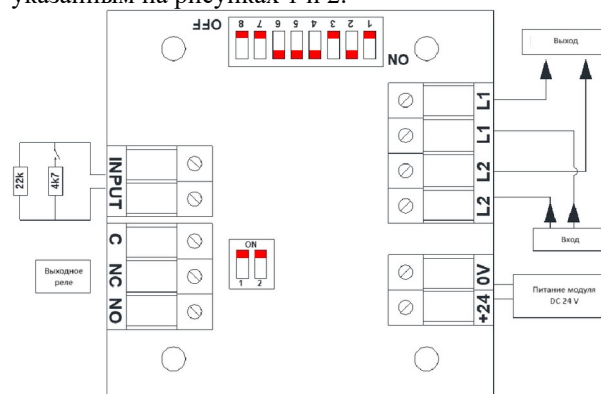 указанным на рисунках 1 и 2.
OFF
8 7 6 5 4 3 2 1
NO
Выход
L1
L1
L2
L2
22k
4k7
INPUT
C
NC
NO
Выходное
реле
ON
1 2
Вход
0V
+24
Питание модуля
DC 24 V